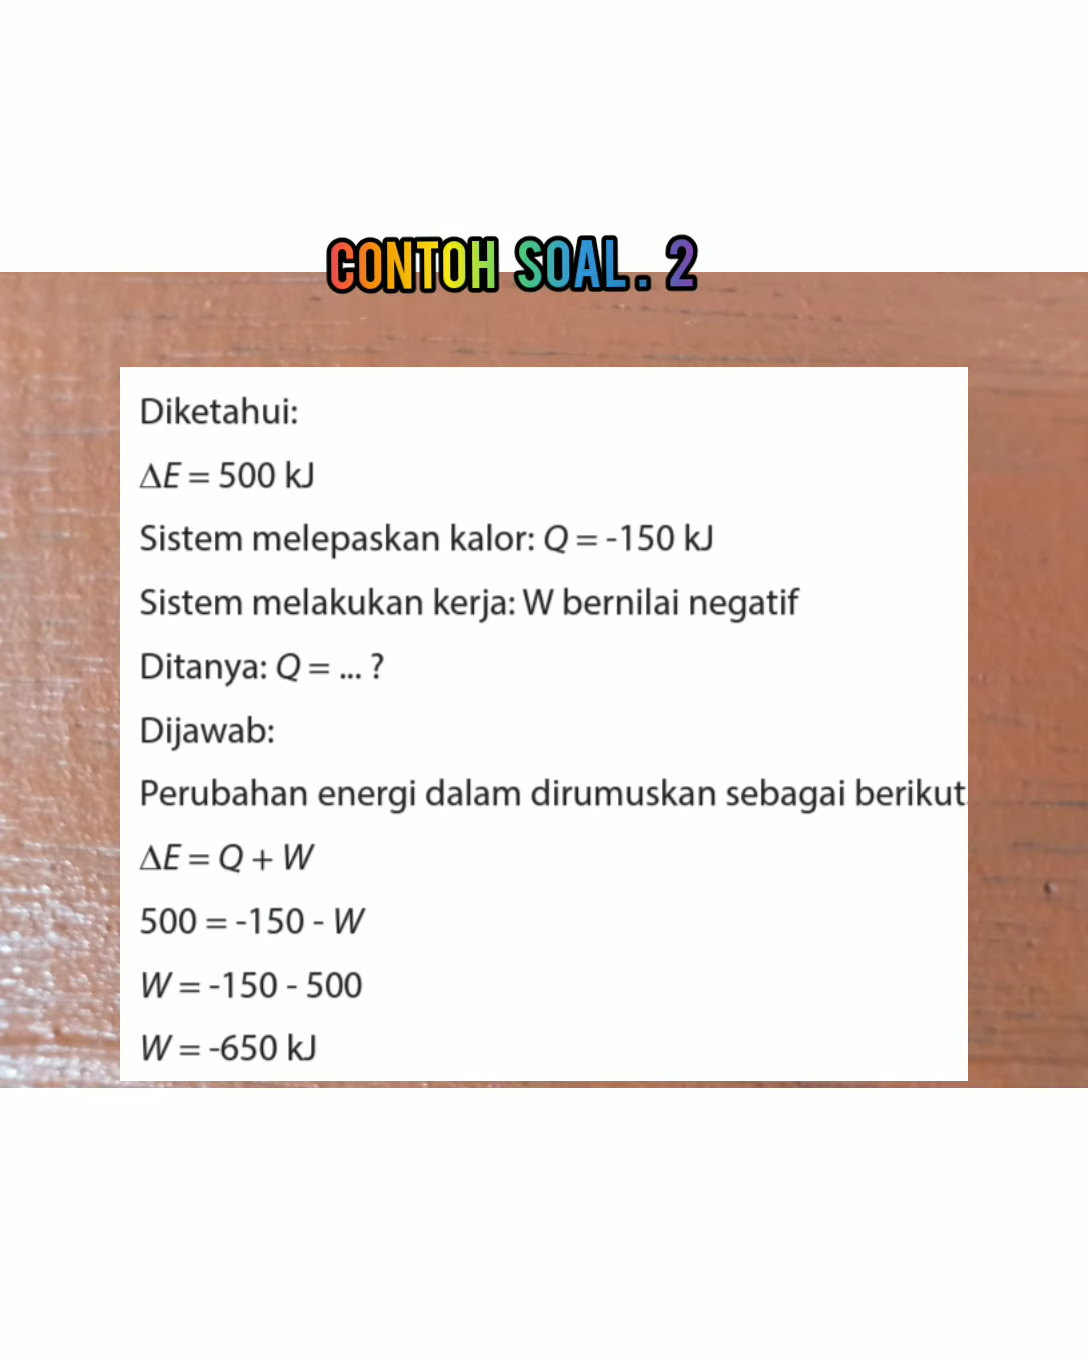 CONTOH SOAL. 2
Diketahui:
ΔE = 500 kJ
Sistem melepaskan kalor: Q = -150 kJ
Sistem melakukan kerja: W bernilai negatif
Ditanya: Q = ... ?
Dijawab:
Perubahan energi dalam dirumuskan sebagai berikut.
ΔE = Q + W
500 = -150 - W
W = -150 - 500
W = -650 kJ